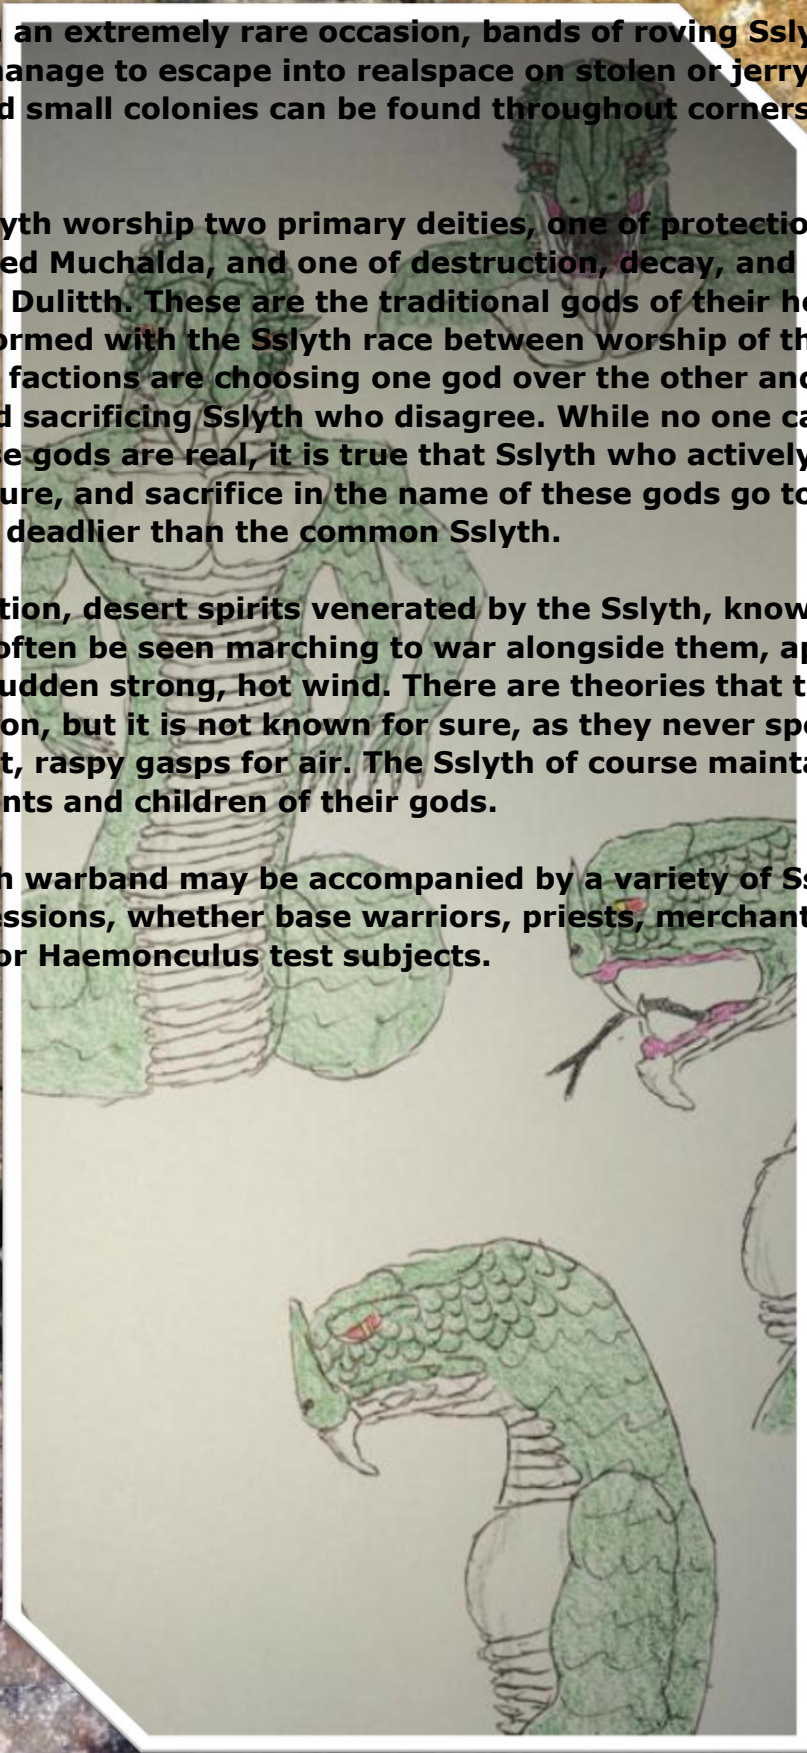 an extremely rare occasion, bands of roving Ssly
anage to escape into realspace on stolen or jerry
d small colonies can be found throughout corners
yth worship two primary deities, one of protectio
ed Muchalda, and one of destruction, decay, and
Dulitth. These are the traditional gods of their h
ormed with the Sslyth race between worship of th
factions are choosing one god over the other and
d sacrificing Sslyth who disagree. While no one ca
se gods are real, it is true that Sslyth who actively
ure, and sacrifice in the name of these gods go to
deadlier than the common Sslyth.
tion, desert spirits venerated by the Sslyth, know
often be seen marching to war alongside them, ap
udden strong, hot wind. There are theories that t
on, but it is not known for sure, as they never spe
t, raspy gasps for air. The Sslyth of course mainta
nts and children of their gods.
h warband may be accompanied by a variety of Ss
essions, whether base warriors, priests, merchant
or Haemonculus test subjects.